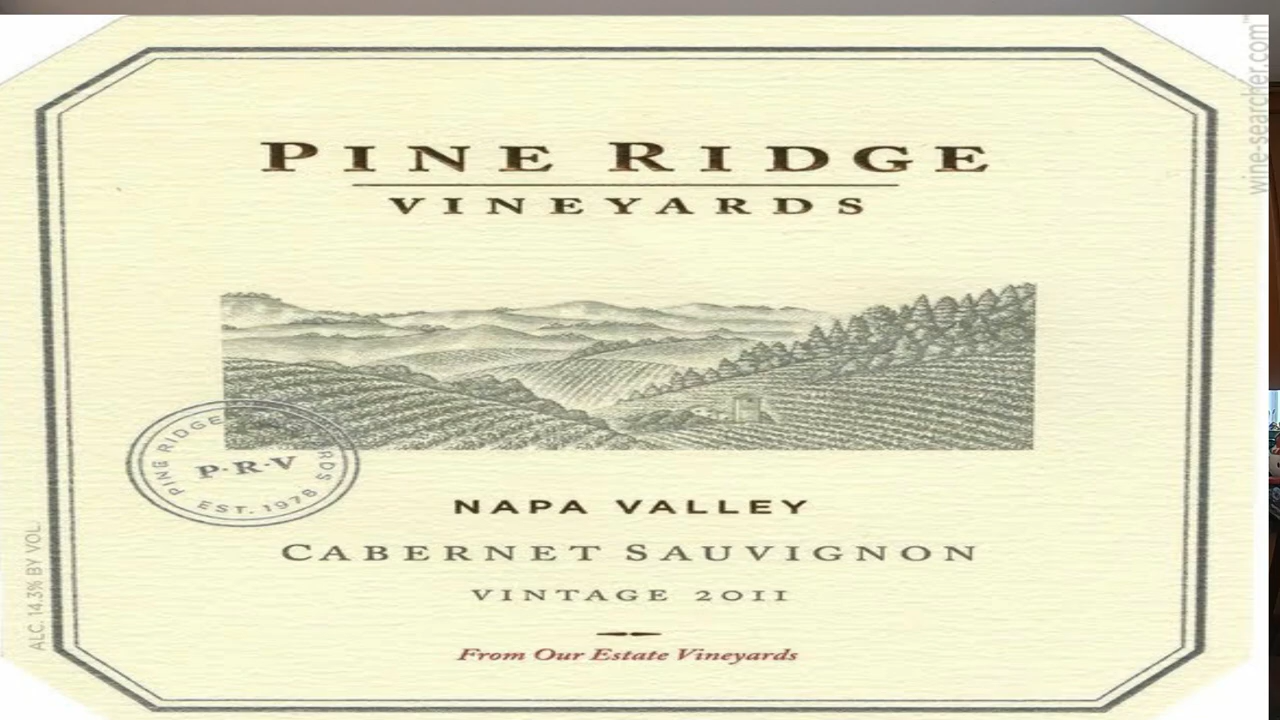 PINE RIDGE
VINEYARDS
PINE RIDGE
P·R·V
EST. 1978
NAPA VALLEY
CABERNET SAUVIGNON
VINTAGE 2011
From Our Estate Vineyards
ALC. 14.3% BY VOL.
wine-searcher.com™